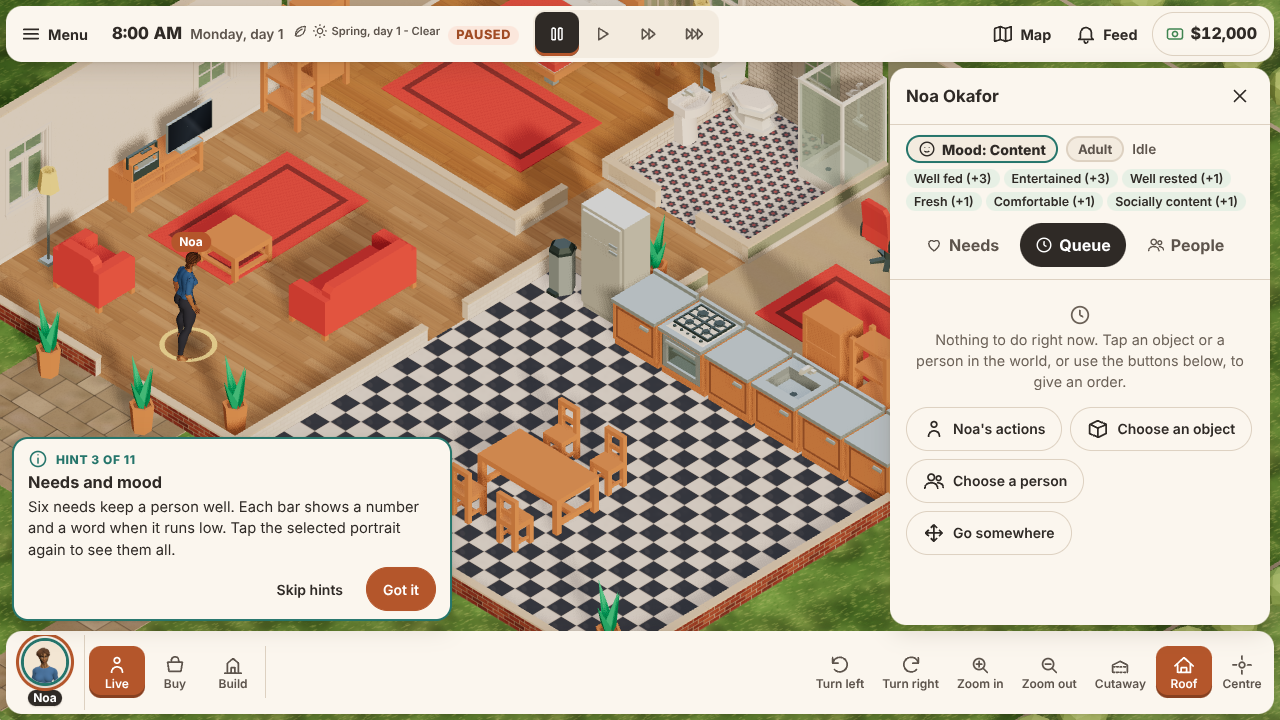 Menu
8:00 AM Monday, day 1 Spring, day 1 - Clear PAUSED
Map
Feed
$12,000
Noa Okafor
Mood: Content Adult Idle
Well fed (+3) Entertained (+3) Well rested (+1)
Fresh (+1) Comfortable (+1) Socially content (+1)
Needs Queue People
Nothing to do right now. Tap an object or a
person in the world, or use the buttons below, to
give an order.
Noa's actions Choose an object
Choose a person
Go somewhere
Noa
HINT 3 OF 11
Needs and mood
Six needs keep a person well. Each bar shows a number
and a word when it runs low. Tap the selected portrait
again to see them all.
Skip hints Got it
Noa
Live Buy Build
Turn left Turn right Zoom in Zoom out Cutaway Roof Centre